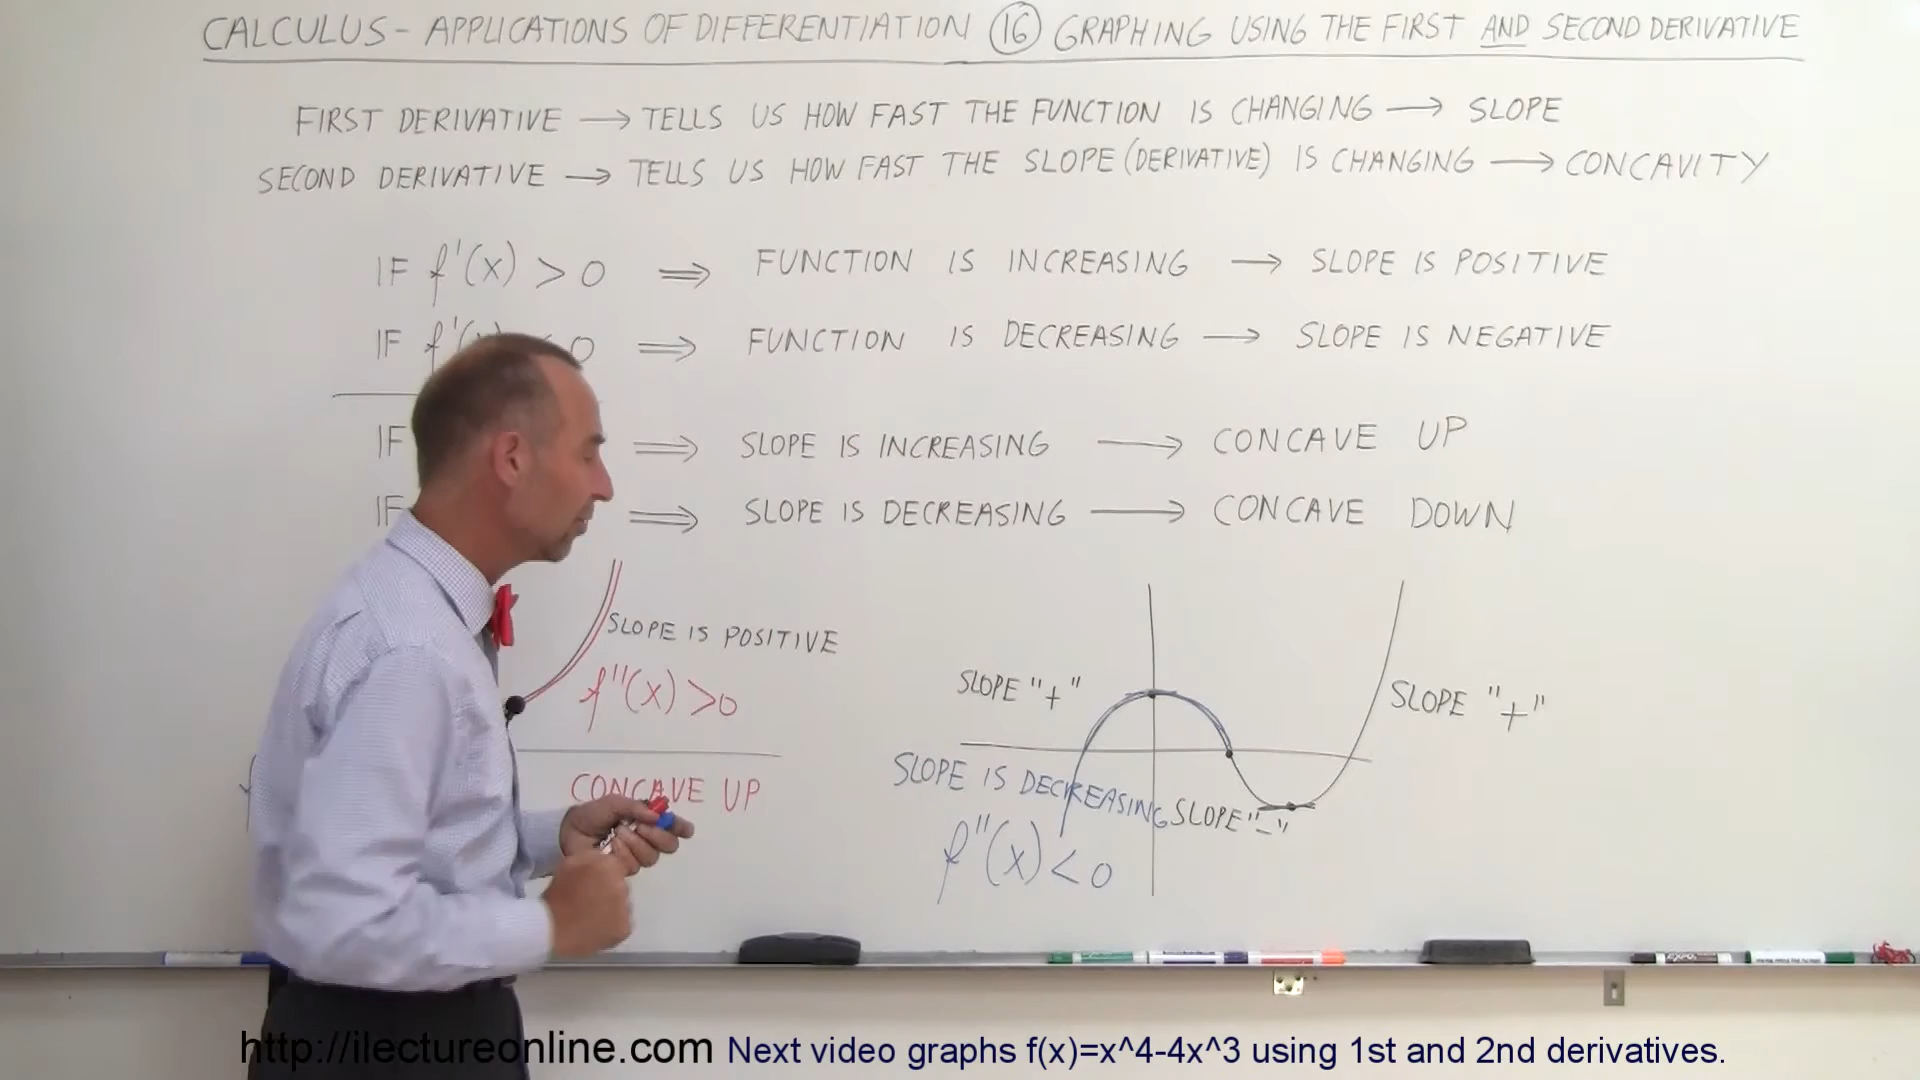 CALCULUS - APPLICATIONS OF DIFFERENTIATION 16 GRAPHING USING THE FIRST AND SECOND DERIVATIVE
FIRST DERIVATIVE → TELLS US HOW FAST THE FUNCTION IS CHANGING → SLOPE
SECOND DERIVATIVE → TELLS US HOW FAST THE SLOPE (DERIVATIVE) IS CHANGING → CONCAVITY
IF f'(x) > 0 ⇒ FUNCTION IS INCREASING → SLOPE IS POSITIVE
IF 0 ⇒ FUNCTION IS DECREASING → SLOPE IS NEGATIVE
IF ⇒ SLOPE IS INCREASING → CONCAVE UP
IF ⇒ SLOPE IS DECREASING → CONCAVE DOWN
SLOPE IS POSITIVE
f"(x) > 0
CONCAVE UP
SLOPE "+"
SLOPE "+"
SLOPE IS DECREASING
SLOPE "-"
f"(x) < 0
http://ilectureonline.com Next video graphs f(x)=x^4-4x^3 using 1st and 2nd derivatives.